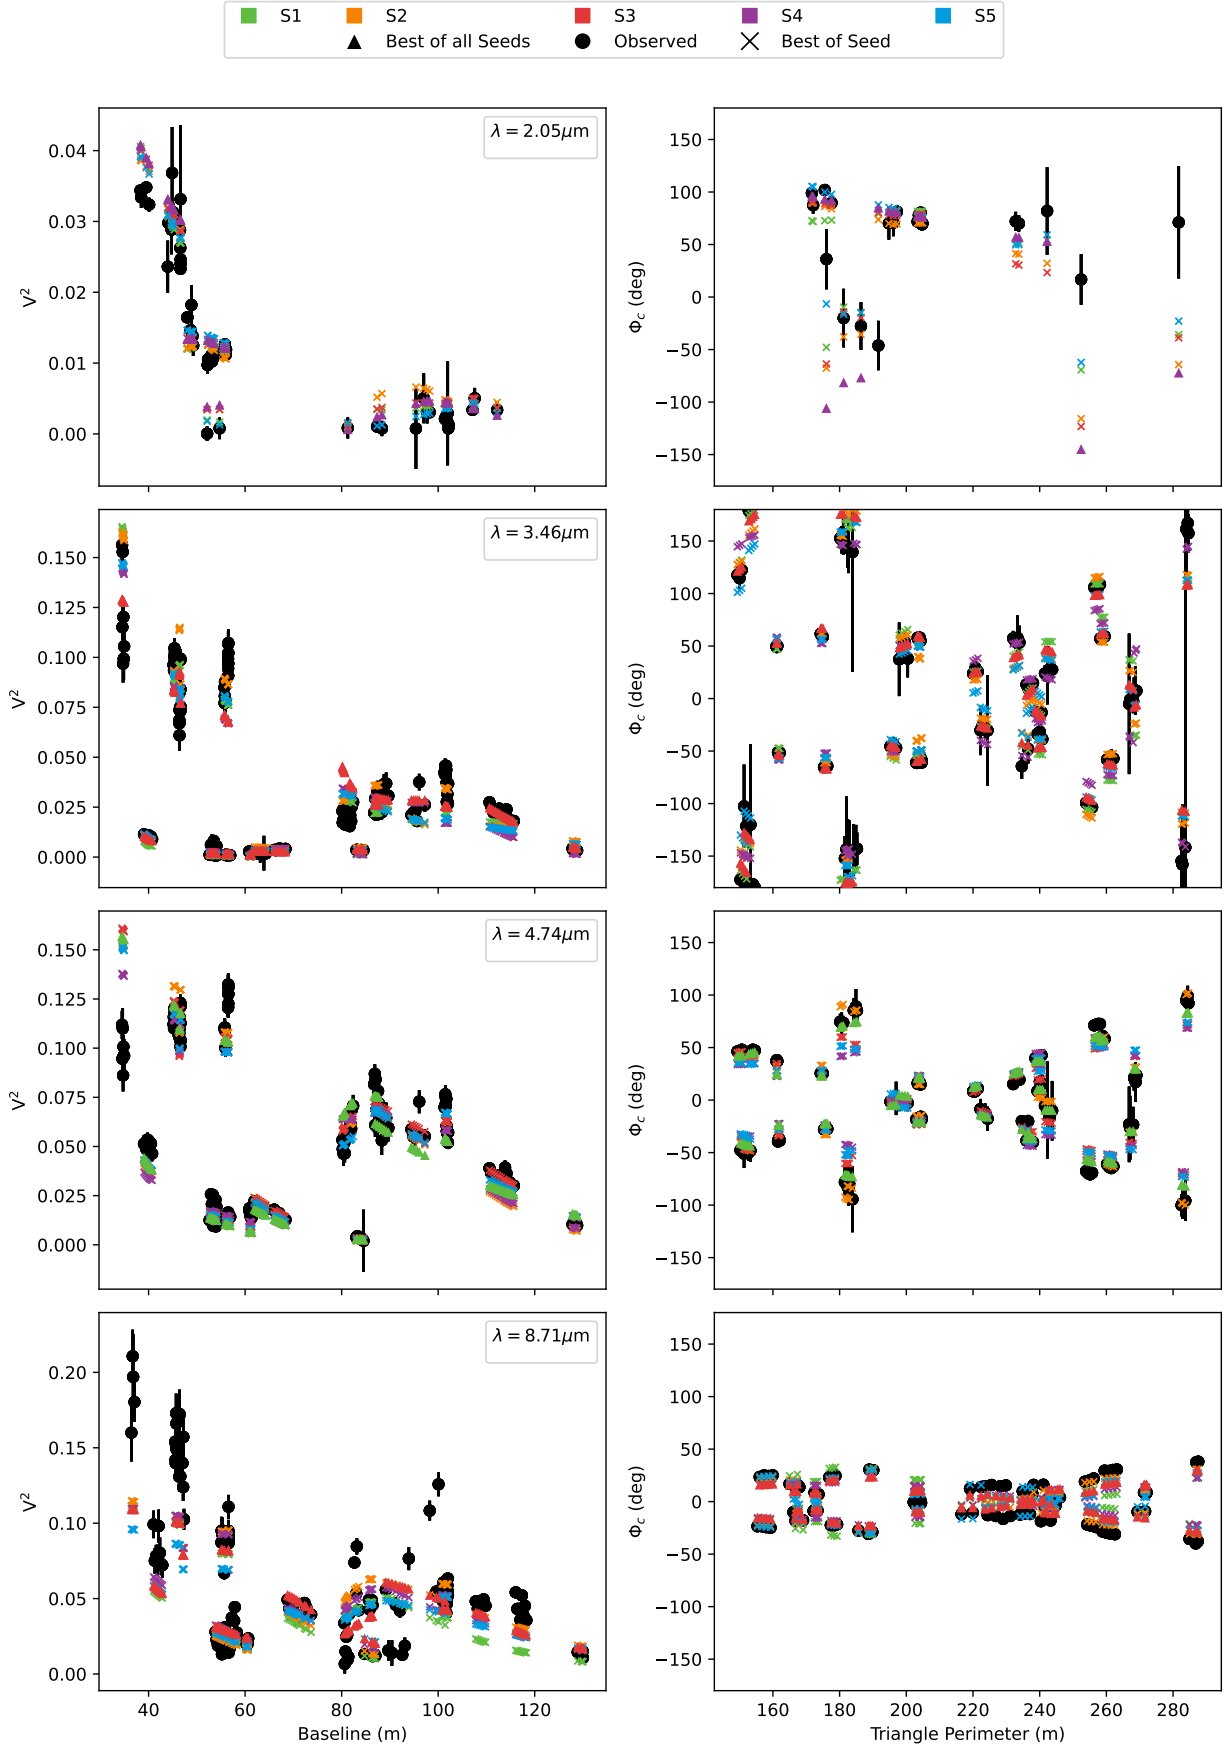 S1 S2 S3 S4 S5
Best of all Seeds Observed Best of Seed
λ = 2.05μm
0.04
0.03
0.02
0.01
0.00
V²
150
100
50
0
−50
−100
−150
Φc (deg)
λ = 3.46μm
0.150
0.125
0.100
0.075
0.050
0.025
0.000
V²
150
100
50
0
−50
−100
−150
Φc (deg)
λ = 4.74μm
0.150
0.125
0.100
0.075
0.050
0.025
0.000
V²
150
100
50
0
−50
−100
−150
Φc (deg)
λ = 8.71μm
0.20
0.15
0.10
0.05
0.00
V²
40 60 80 100 120
Baseline (m)
150
100
50
0
−50
−100
−150
Φc (deg)
160 180 200 220 240 260 280
Triangle Perimeter (m)